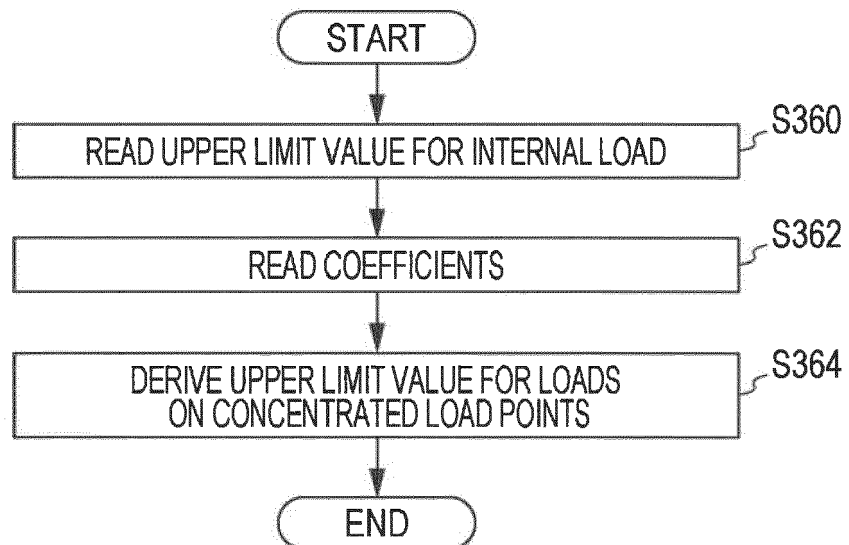 START
S360
READ UPPER LIMIT VALUE FOR INTERNAL LOAD
S362
READ COEFFICIENTS
S364
DERIVE UPPER LIMIT VALUE FOR LOADS
ON CONCENTRATED LOAD POINTS
END